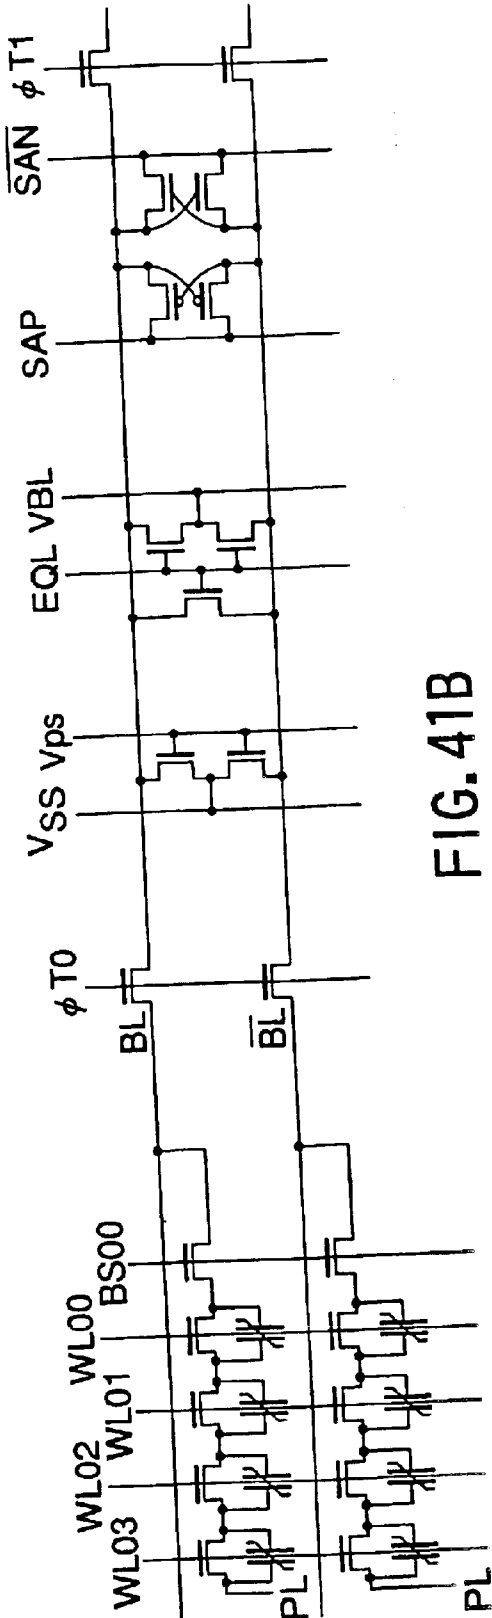 φT1
SAN
SAP
VBL
EQL
Vps
VSS
φT0
BL
BL
BS00
WL00
WL01
WL02
WL03
PL
PL
FIG. 41B